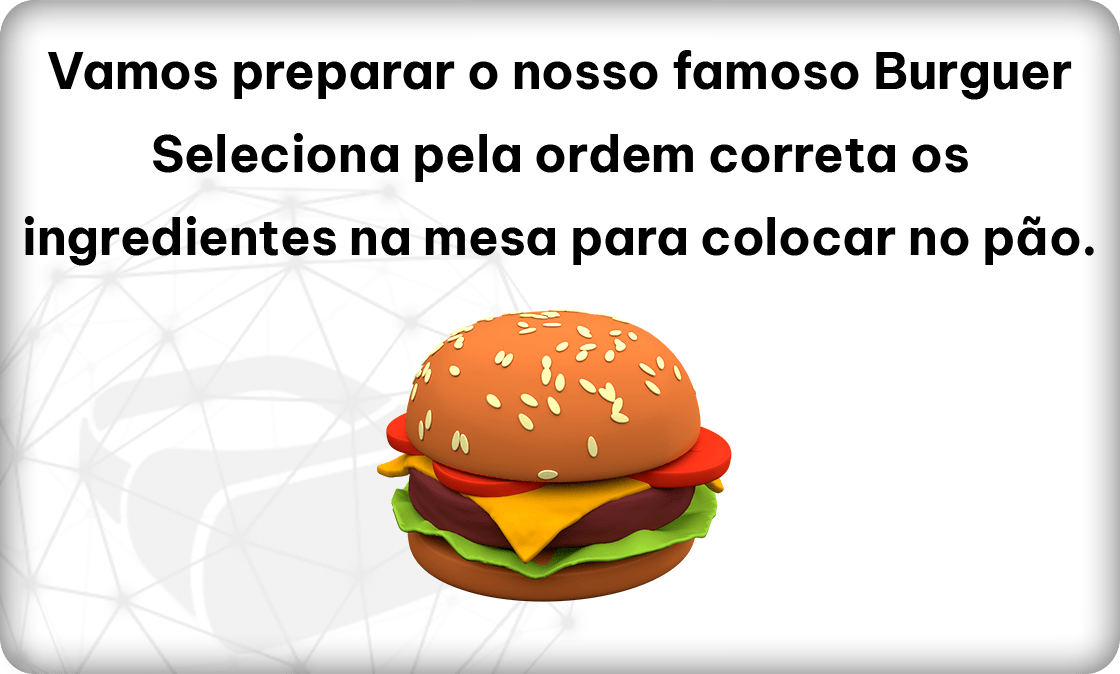 Vamos preparar o nosso famoso Burguer
Seleciona pela ordem correta os
ingredientes na mesa para colocar no pão.